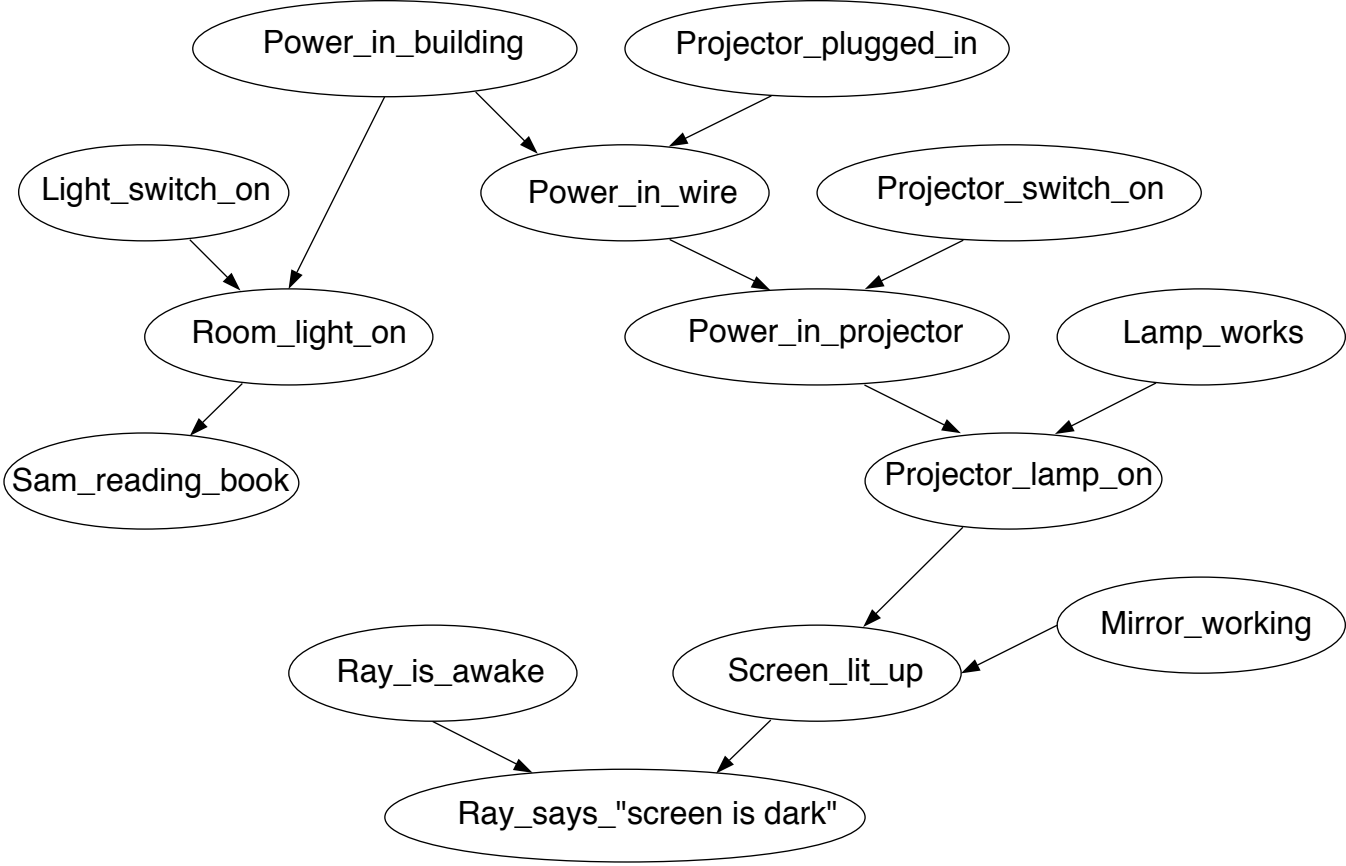 Power_in_building
Projector_plugged_in
Light_switch_on
Power_in_wire
Projector_switch_on
Room_light_on
Power_in_projector
Lamp_works
Sam_reading_book
Projector_lamp_on
Mirror_working
Ray_is_awake
Screen_lit_up
Ray_says_"screen is dark"